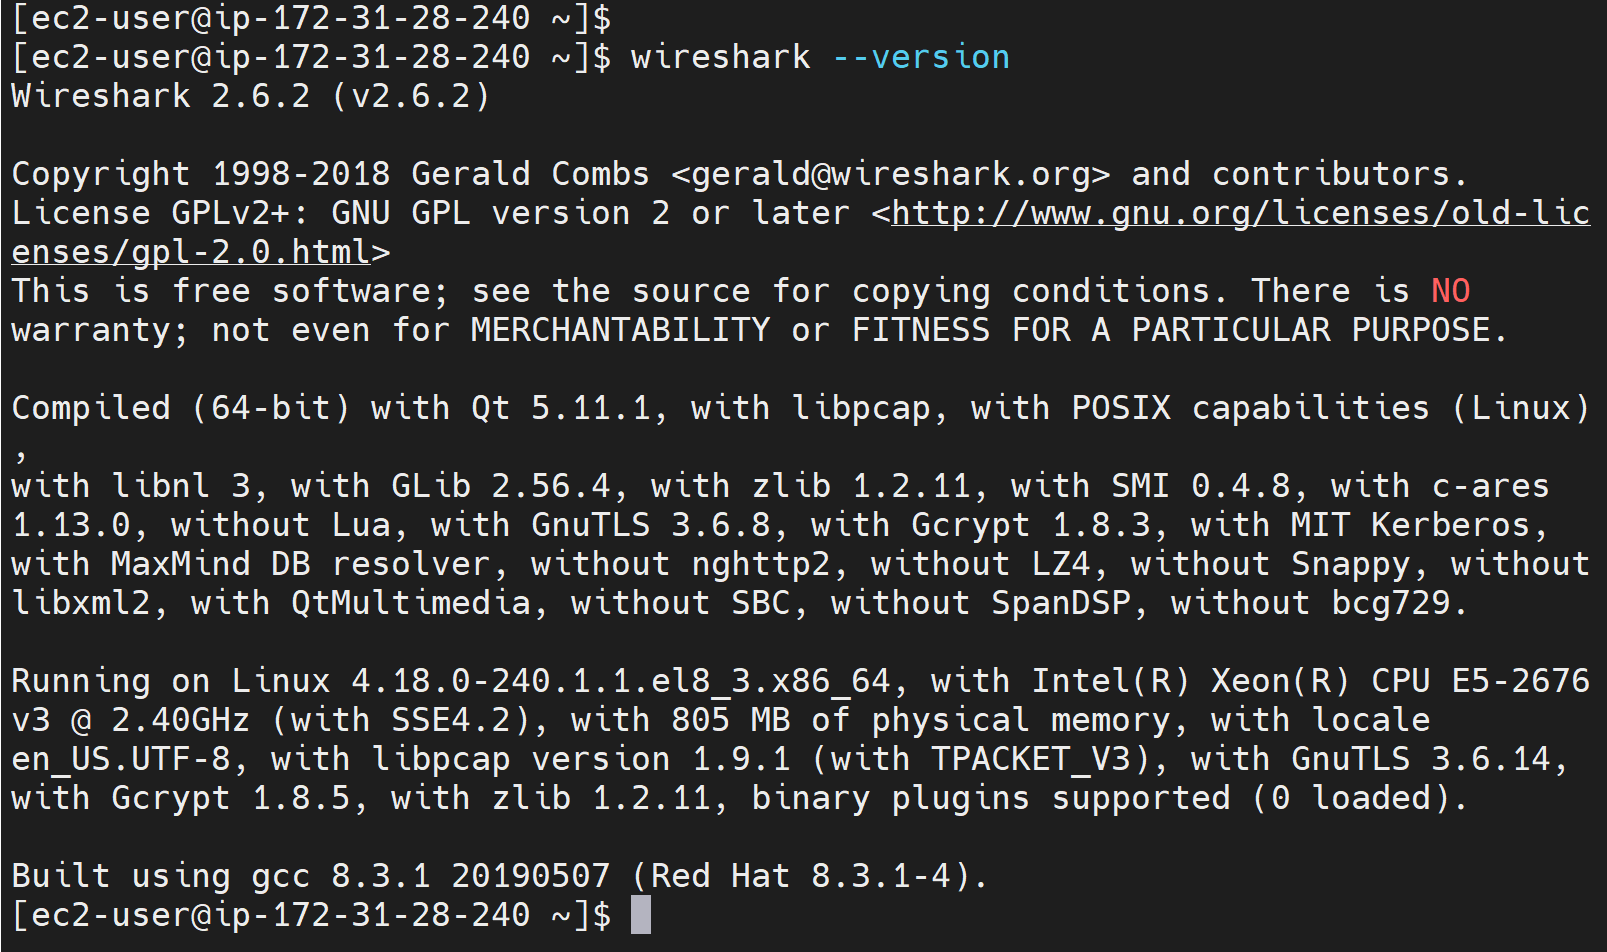 [ec2-user@ip-172-31-28-240 ~]$
[ec2-user@ip-172-31-28-240 ~]$ wireshark --version
Wireshark 2.6.2 (v2.6.2)
Copyright 1998-2018 Gerald Combs <gerald@wireshark.org> and contributors.
License GPLv2+: GNU GPL version 2 or later <http://www.gnu.org/licenses/old-lic
enses/gpl-2.0.html>
This is free software; see the source for copying conditions. There is NO
warranty; not even for MERCHANTABILITY or FITNESS FOR A PARTICULAR PURPOSE.
Compiled (64-bit) with Qt 5.11.1, with libpcap, with POSIX capabilities (Linux)
,
with libnl 3, with GLib 2.56.4, with zlib 1.2.11, with SMI 0.4.8, with c-ares
1.13.0, without Lua, with GnuTLS 3.6.8, with Gcrypt 1.8.3, with MIT Kerberos,
with MaxMind DB resolver, without nghttp2, without LZ4, without Snappy, without
libxml2, with QtMultimedia, without SBC, without SpanDSP, without bcg729.
Running on Linux 4.18.0-240.1.1.el8_3.x86_64, with Intel(R) Xeon(R) CPU E5-2676
v3 @ 2.40GHz (with SSE4.2), with 805 MB of physical memory, with locale
en_US.UTF-8, with libpcap version 1.9.1 (with TPACKET_V3), with GnuTLS 3.6.14,
with Gcrypt 1.8.5, with zlib 1.2.11, binary plugins supported (0 loaded).
Built using gcc 8.3.1 20190507 (Red Hat 8.3.1-4).
[ec2-user@ip-172-31-28-240 ~]$